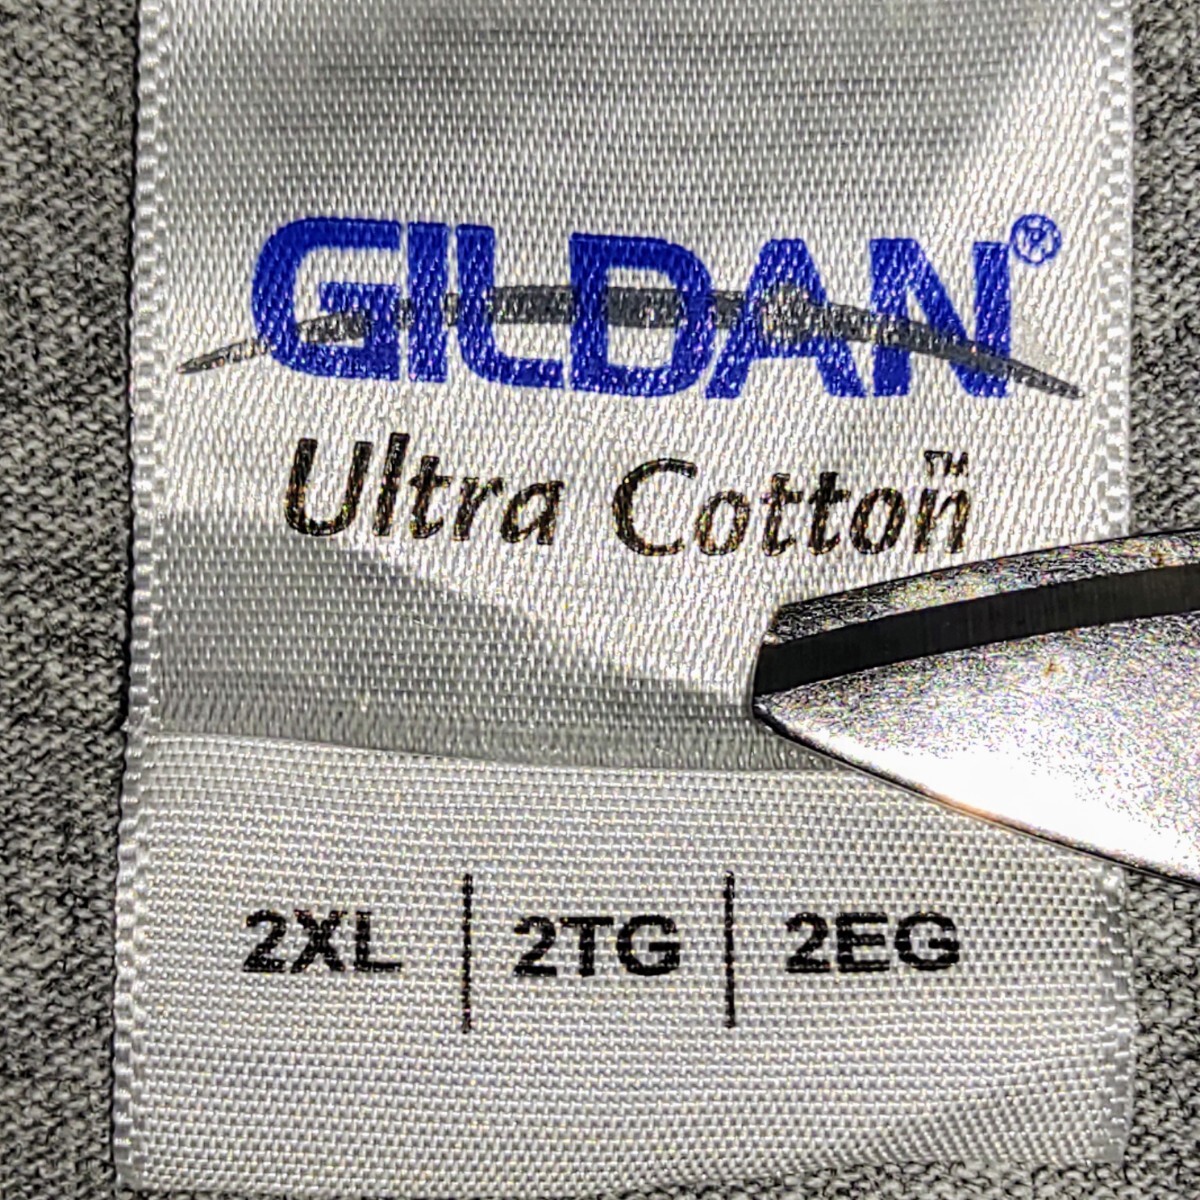 GILDAN®
Ultra Cotton™
2XL | 2TG | 2EG